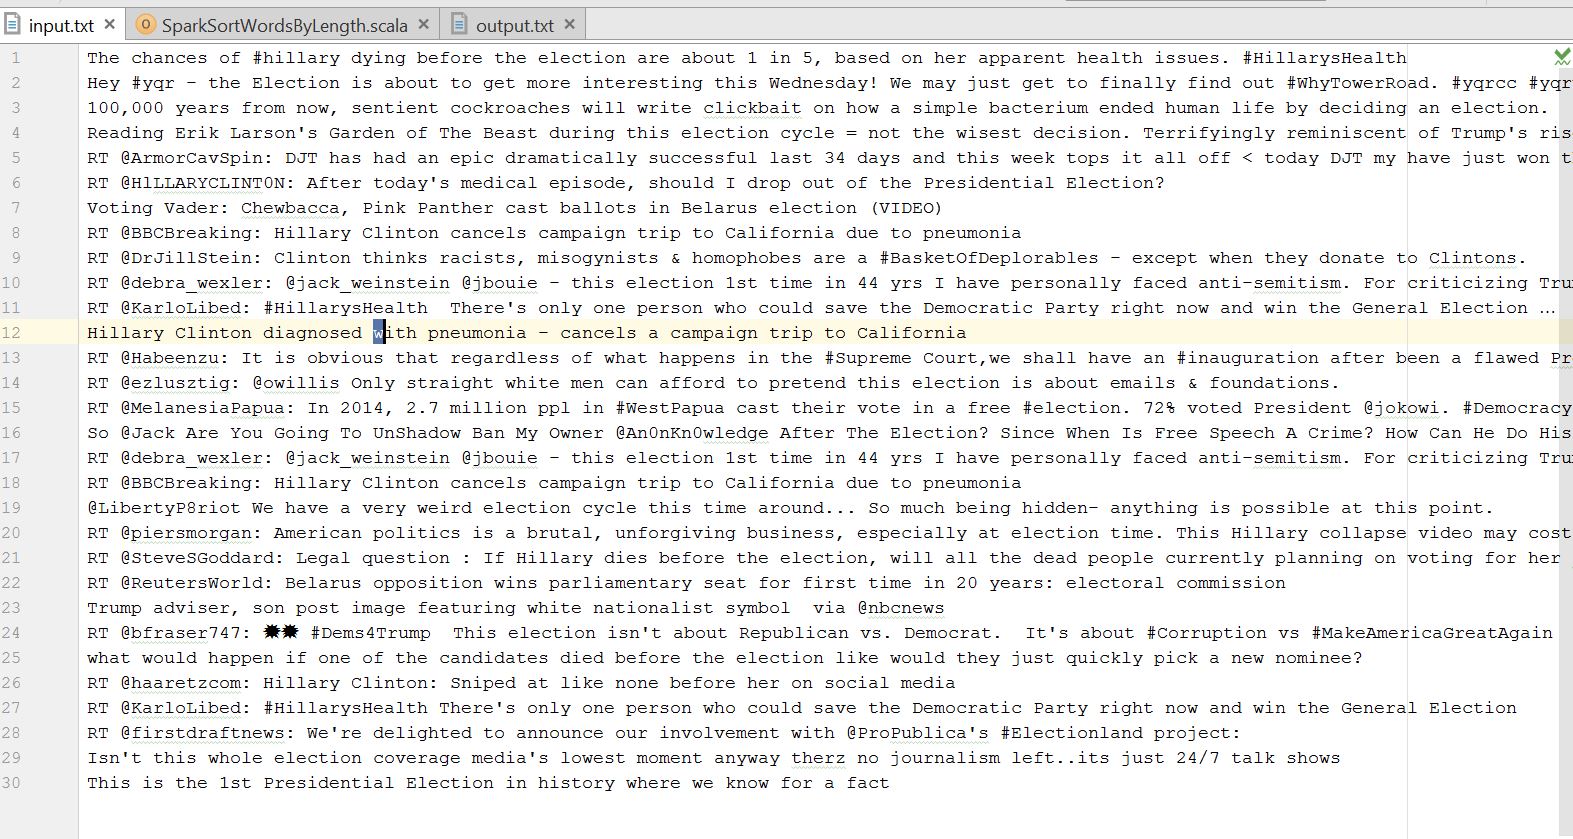 input.txt SparkSortWordsByLength.scala output.txt
1 The chances of #hillary dying before the election are about 1 in 5, based on her apparent health issues. #HillarysHealth
2 Hey #yqr - the Election is about to get more interesting this Wednesday! We may just get to finally find out #WhyTowerRoad. #yqrcc #yqr
3 100,000 years from now, sentient cockroaches will write clickbait on how a simple bacterium ended human life by deciding an election.
4 Reading Erik Larson's Garden of The Beast during this election cycle = not the wisest decision. Terrifyingly reminiscent of Trump's ris
5 RT @ArmorCavSpin: DJT has had an epic dramatically successful last 34 days and this week tops it all off < today DJT my have just won t
6 RT @HlLLARYCLINT0N: After today's medical episode, should I drop out of the Presidential Election?
7 Voting Vader: Chewbacca, Pink Panther cast ballots in Belarus election (VIDEO)
8 RT @BBCBreaking: Hillary Clinton cancels campaign trip to California due to pneumonia
9 RT @DrJillStein: Clinton thinks racists, misogynists & homophobes are a #BasketOfDeplorables - except when they donate to Clintons.
10 RT @debra_wexler: @jack_weinstein @jbouie - this election 1st time in 44 yrs I have personally faced anti-semitism. For criticizing Tru
11 RT @KarloLibed: #HillarysHealth  There's only one person who could save the Democratic Party right now and win the General Election …
12 Hillary Clinton diagnosed with pneumonia - cancels a campaign trip to California
13 RT @Habeenzu: It is obvious that regardless of what happens in the #Supreme Court,we shall have an #inauguration after been a flawed Pr
14 RT @ezlusztig: @owillis Only straight white men can afford to pretend this election is about emails & foundations.
15 RT @MelanesiaPapua: In 2014, 2.7 million ppl in #WestPapua cast their vote in a free #election. 72% voted President @jokowi. #Democracy
16 So @Jack Are You Going To UnShadow Ban My Owner @An0nKn0wledge After The Election? Since When Is Free Speech A Crime? How Can He Do His
17 RT @debra_wexler: @jack_weinstein @jbouie - this election 1st time in 44 yrs I have personally faced anti-semitism. For criticizing Tru
18 RT @BBCBreaking: Hillary Clinton cancels campaign trip to California due to pneumonia
19 @LibertyP8riot We have a very weird election cycle this time around... So much being hidden- anything is possible at this point.
20 RT @piersmorgan: American politics is a brutal, unforgiving business, especially at election time. This Hillary collapse video may cost
21 RT @SteveSGoddard: Legal question : If Hillary dies before the election, will all the dead people currently planning on voting for her
22 RT @ReutersWorld: Belarus opposition wins parliamentary seat for first time in 20 years: electoral commission
23 Trump adviser, son post image featuring white nationalist symbol  via @nbcnews
24 RT @bfraser747: ✹✹ #Dems4Trump  This election isn't about Republican vs. Democrat.  It's about #Corruption vs #MakeAmericaGreatAgain
25 what would happen if one of the candidates died before the election like would they just quickly pick a new nominee?
26 RT @haaretzcom: Hillary Clinton: Sniped at like none before her on social media
27 RT @KarloLibed: #HillarysHealth There's only one person who could save the Democratic Party right now and win the General Election
28 RT @firstdraftnews: We're delighted to announce our involvement with @ProPublica's #Electionland project:
29 Isn't this whole election coverage media's lowest moment anyway therz no journalism left..its just 24/7 talk shows
30 This is the 1st Presidential Election in history where we know for a fact